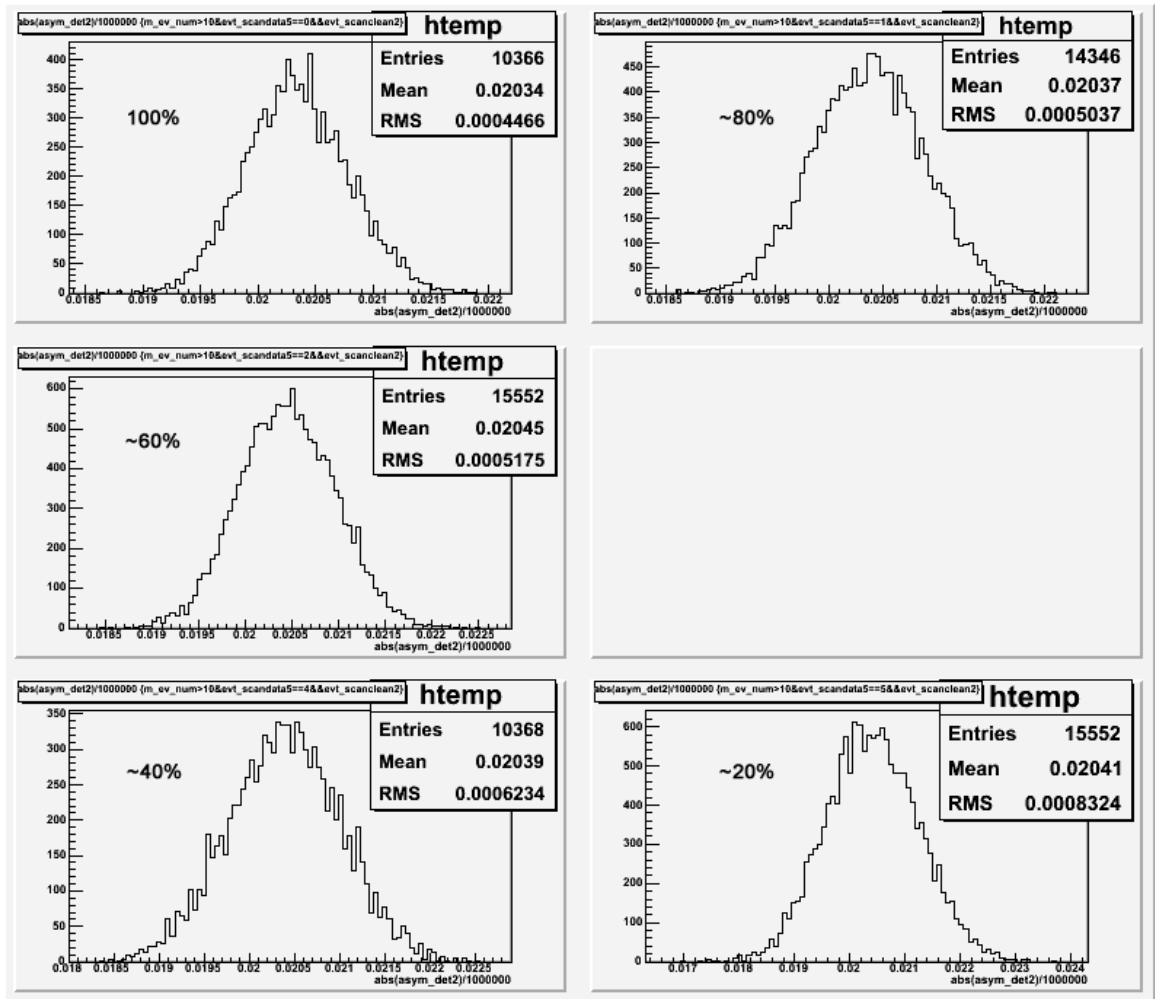 abs(asym_det2)/1000000 {m_ev_num>10&evt_scandata5==0&&evt_scanclean2}
htemp
Entries 10366
Mean 0.02034
RMS 0.0004466
100%
400
350
300
250
200
150
100
50
0
0.0185 0.019 0.0195 0.02 0.0205 0.021 0.0215 0.022
abs(asym_det2)/1000000
abs(asym_det2)/1000000 {m_ev_num>10&evt_scandata5==1&&evt_scanclean2}
htemp
Entries 14346
Mean 0.02037
RMS 0.0005037
~80%
450
400
350
300
250
200
150
100
50
0
0.0185 0.019 0.0195 0.02 0.0205 0.021 0.0215 0.022
abs(asym_det2)/1000000
abs(asym_det2)/1000000 {m_ev_num>10&evt_scandata5==2&&evt_scanclean2}
htemp
Entries 15552
Mean 0.02045
RMS 0.0005175
~60%
600
500
400
300
200
100
0
0.0185 0.019 0.0195 0.02 0.0205 0.021 0.0215 0.022 0.0225
abs(asym_det2)/1000000
abs(asym_det2)/1000000 {m_ev_num>10&evt_scandata5==4&&evt_scanclean2}
htemp
Entries 10368
Mean 0.02039
RMS 0.0006234
~40%
350
300
250
200
150
100
50
0
0.018 0.0185 0.019 0.0195 0.02 0.0205 0.021 0.0215 0.022 0.0225
abs(asym_det2)/1000000
abs(asym_det2)/1000000 {m_ev_num>10&evt_scandata5==5&&evt_scanclean2}
htemp
Entries 15552
Mean 0.02041
RMS 0.0008324
~20%
600
500
400
300
200
100
0
0.017 0.018 0.019 0.02 0.021 0.022 0.023 0.024
abs(asym_det2)/1000000